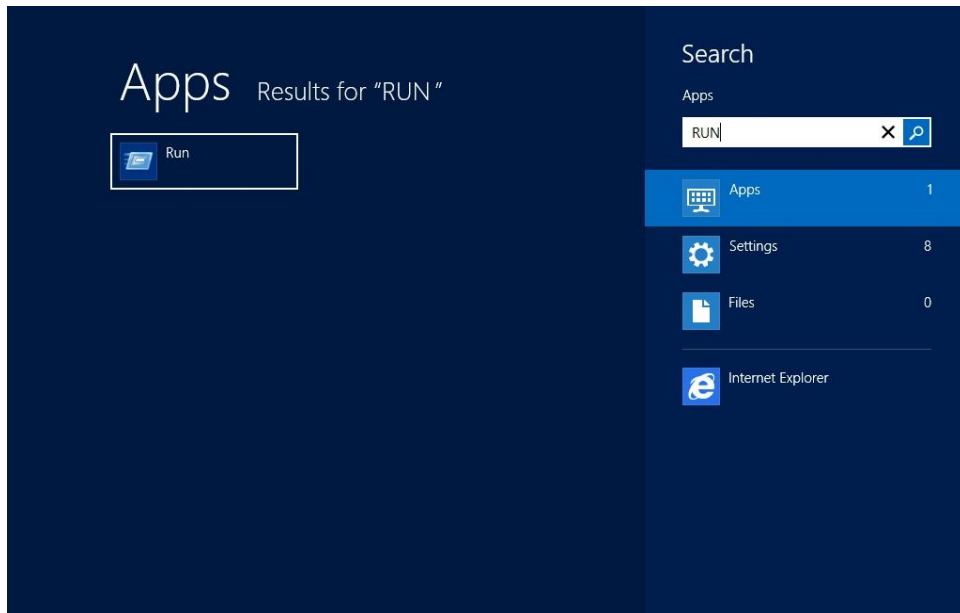 Apps Results for “RUN”
Run
Search
Apps
RUN
Apps 1
Settings 8
Files 0
Internet Explorer